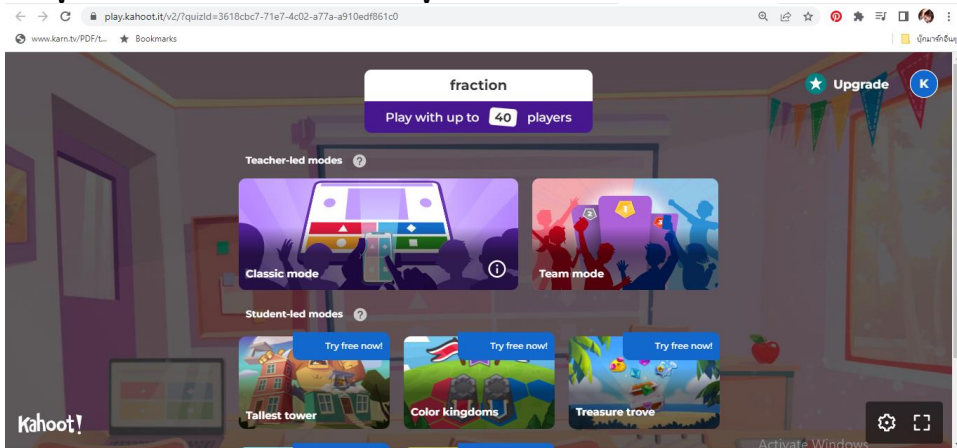 play.kahoot.it/v2/?quizId=3618cbc7-71e7-4c02-a77a-a910edf861c0
www.karn.tv/PDF/t... Bookmarks
fraction
Upgrade
K
Play with up to 40 players
Teacher-led modes ?
Classic mode
Team mode
Student-led modes ?
Try free now! Try free now! Try free now!
Tallest tower Color kingdoms Treasure trove
Kahoot!
Activate Windows